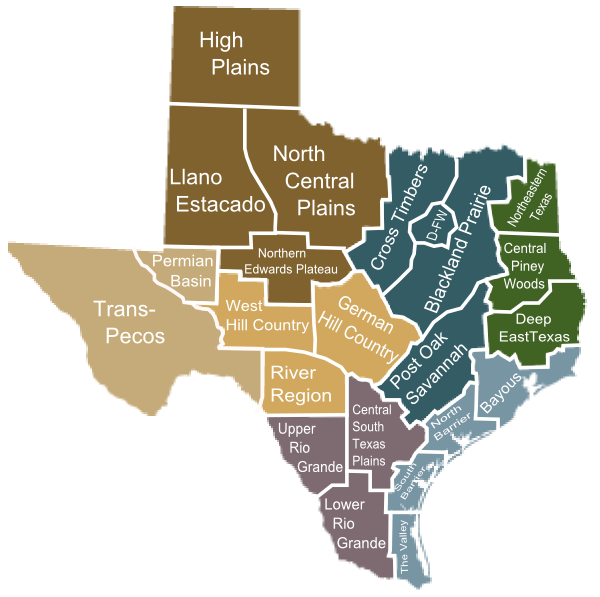 High
Plains
Llano
Estacado
North
Central
Plains
Cross Timbers
D-FW
Blackland Prairie
Northeastern
Texas
Central
Piney
Woods
Deep
EastTexas
Permian
Basin
Northern
Edwards Plateau
Trans-
Pecos
West
Hill Country
German
Hill Country
Post Oak
Savannah
River
Region
Bayous
North
Barrier
Central
South
Texas
Plains
Upper
Rio
Grande
South
Barrier
Lower
Rio
Grande
The Valley